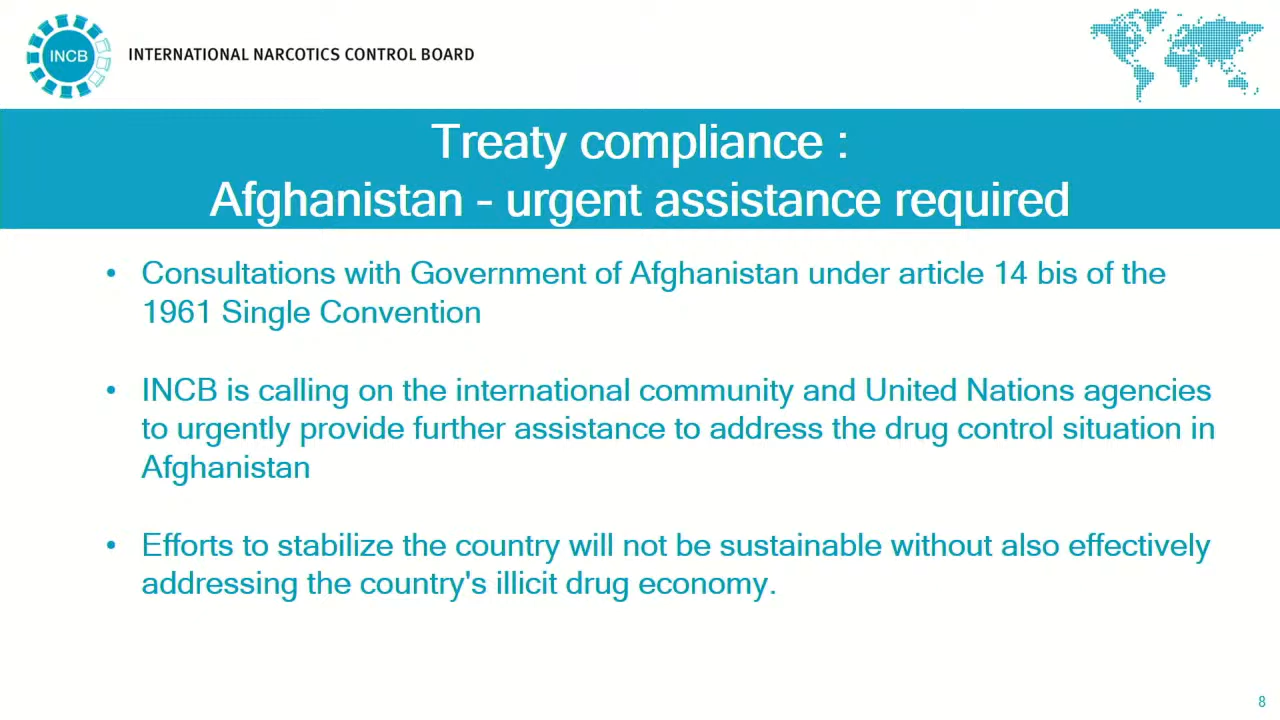 INCB
INTERNATIONAL NARCOTICS CONTROL BOARD
Treaty compliance :
Afghanistan - urgent assistance required
• Consultations with Government of Afghanistan under article 14 bis of the
1961 Single Convention
• INCB is calling on the international community and United Nations agencies
to urgently provide further assistance to address the drug control situation in
Afghanistan
• Efforts to stabilize the country will not be sustainable without also effectively
addressing the country's illicit drug economy.
8